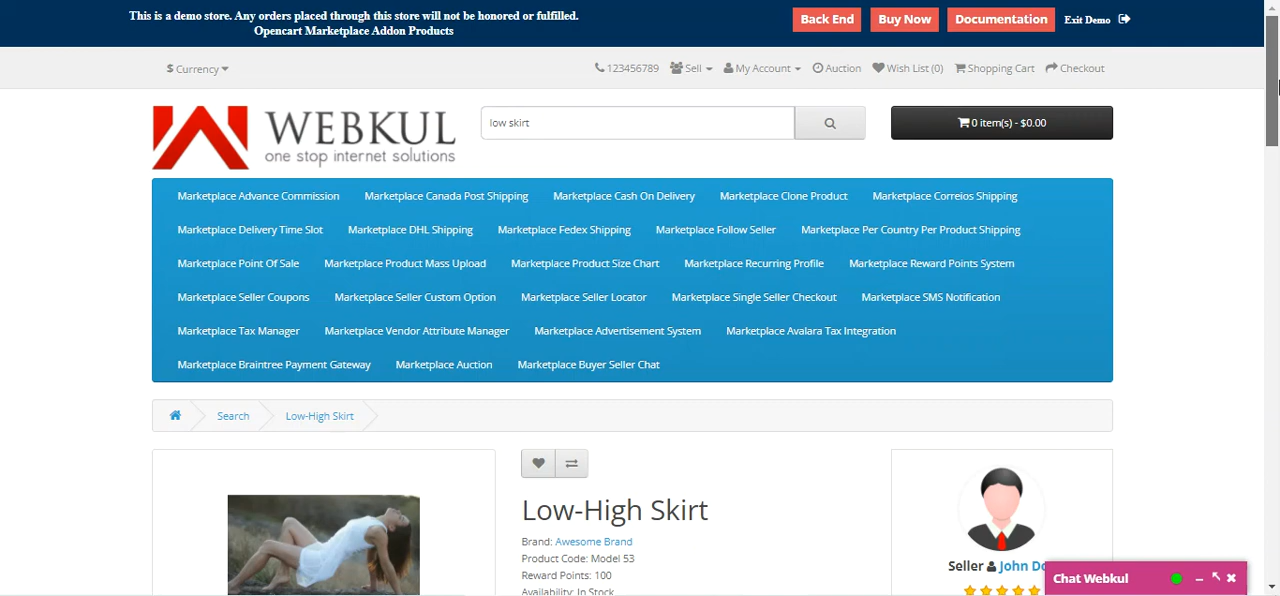 This is a demo store. Any orders placed through this store will not be honored or fulfilled.
Opencart Marketplace Addon Products
Back End
Buy Now
Documentation
Exit Demo
$ Currency
123456789
Sell
My Account
Auction
Wish List (0)
Shopping Cart
Checkout
WEBKUL
one stop internet solutions
low skirt
0 item(s) - $0.00
Marketplace Advance Commission
Marketplace Canada Post Shipping
Marketplace Cash On Delivery
Marketplace Clone Product
Marketplace Correios Shipping
Marketplace Delivery Time Slot
Marketplace DHL Shipping
Marketplace Fedex Shipping
Marketplace Follow Seller
Marketplace Per Country Per Product Shipping
Marketplace Point Of Sale
Marketplace Product Mass Upload
Marketplace Product Size Chart
Marketplace Recurring Profile
Marketplace Reward Points System
Marketplace Seller Coupons
Marketplace Seller Custom Option
Marketplace Seller Locator
Marketplace Single Seller Checkout
Marketplace SMS Notification
Marketplace Tax Manager
Marketplace Vendor Attribute Manager
Marketplace Advertisement System
Marketplace Avalara Tax Integration
Marketplace Braintree Payment Gateway
Marketplace Auction
Marketplace Buyer Seller Chat
Search
Low-High Skirt
Low-High Skirt
Brand: Awesome Brand
Product Code: Model 53
Reward Points: 100
Availability: In Stock
Seller John
Chat Webkul